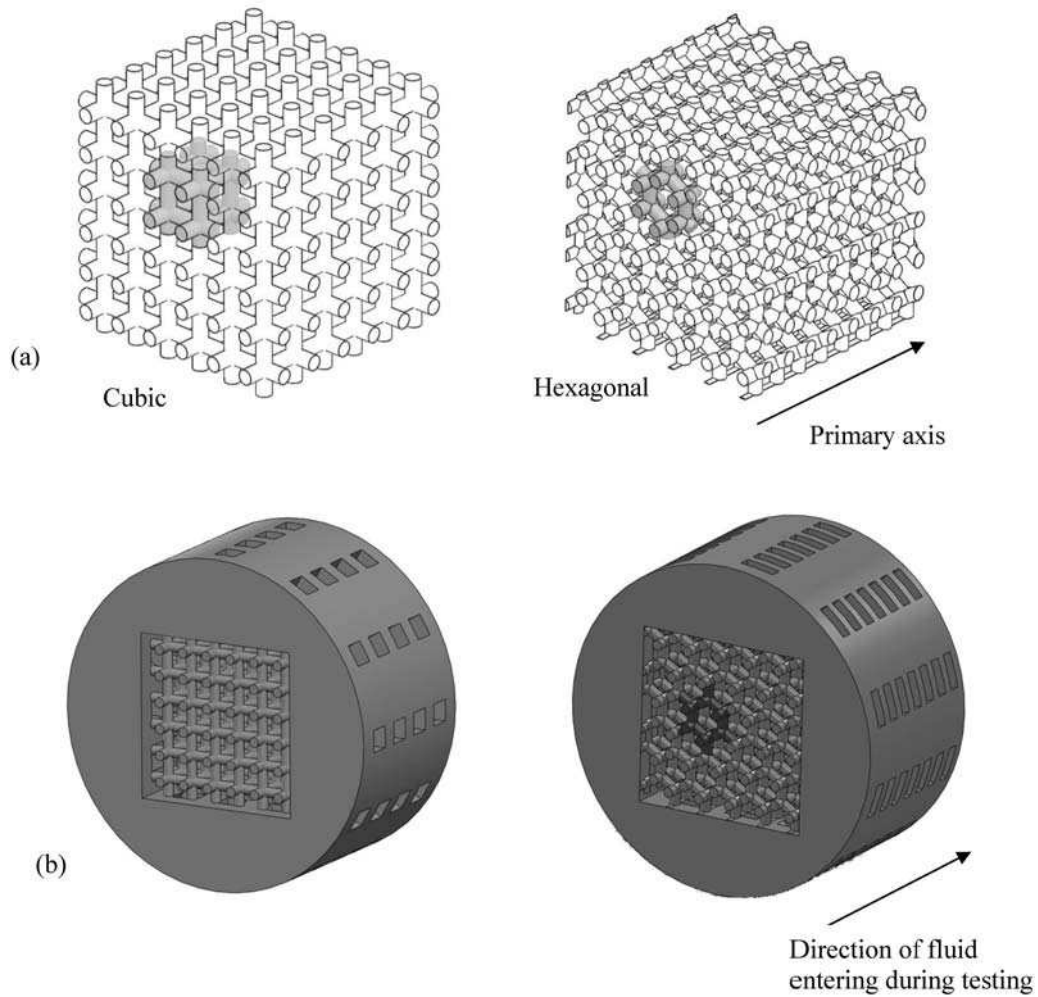 (a)
Cubic
Hexagonal
Primary axis
(b)
Direction of fluid
entering during testing